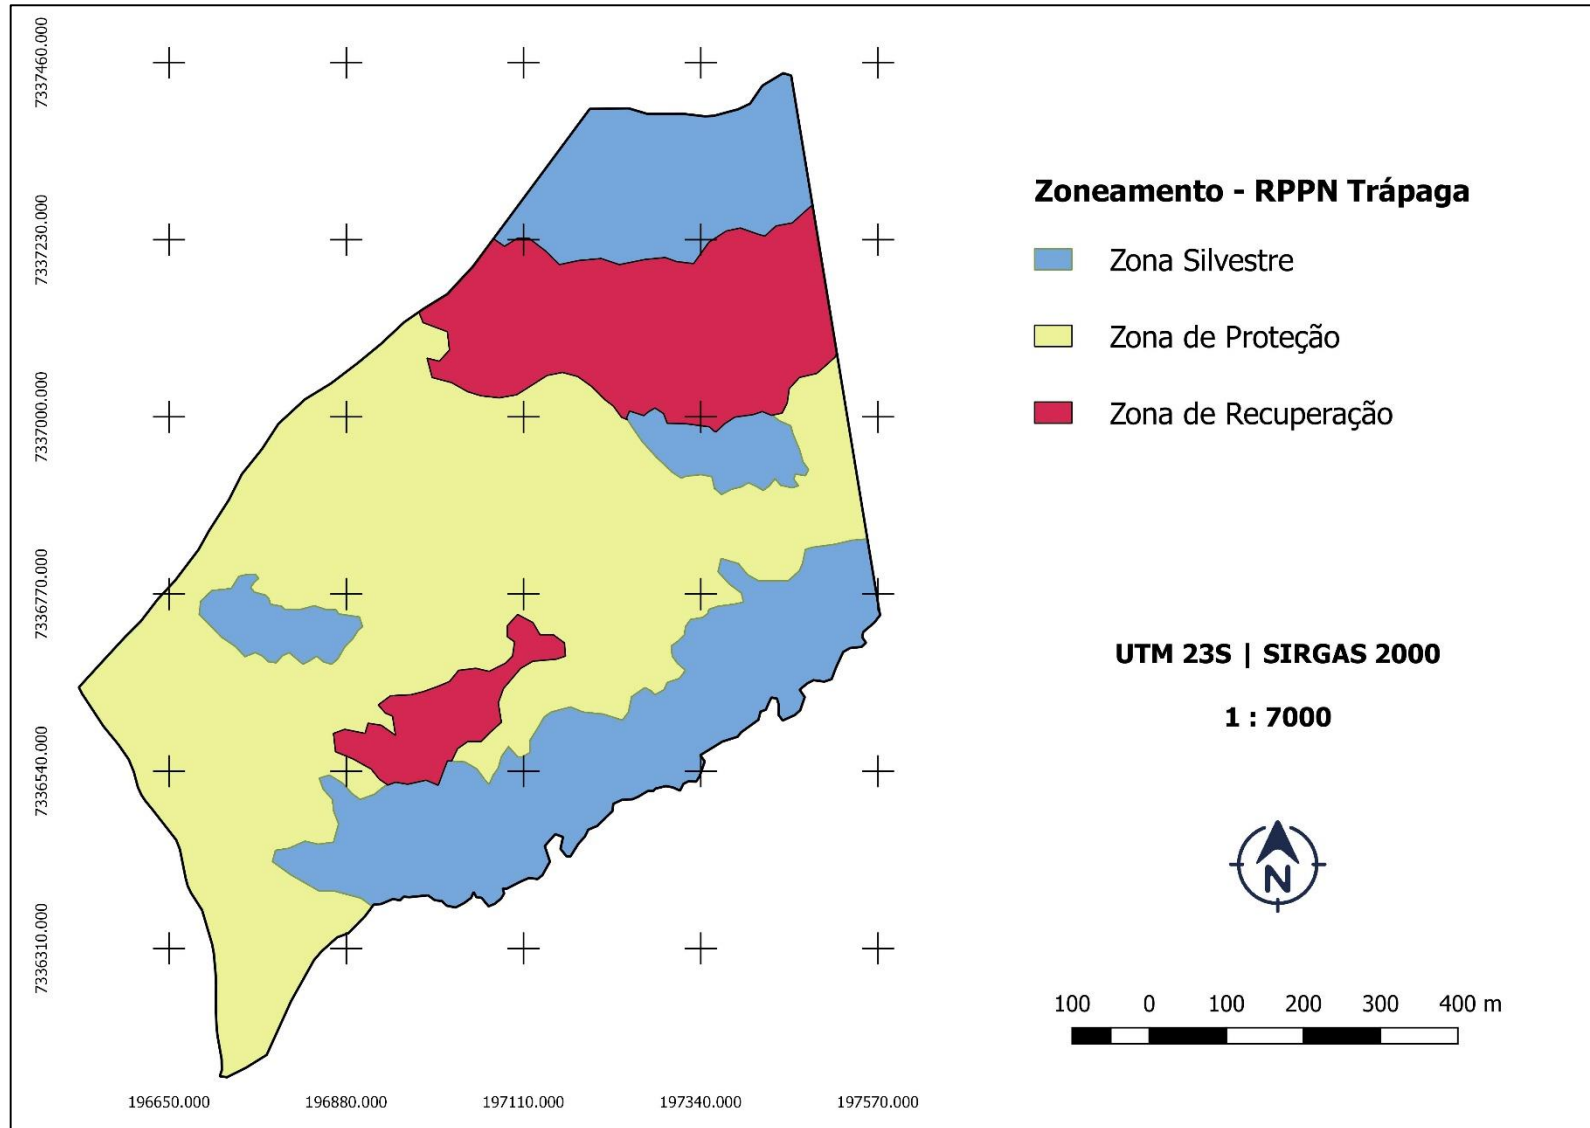 7337460.000
7337230.000
7337000.000
7336770.000
7336540.000
7336310.000
196650.000 196880.000 197110.000 197340.000 197570.000
Zoneamento - RPPN Trápaga
Zona Silvestre
Zona de Proteção
Zona de Recuperação
UTM 23S | SIRGAS 2000
1 : 7000
N
100 0 100 200 300 400 m